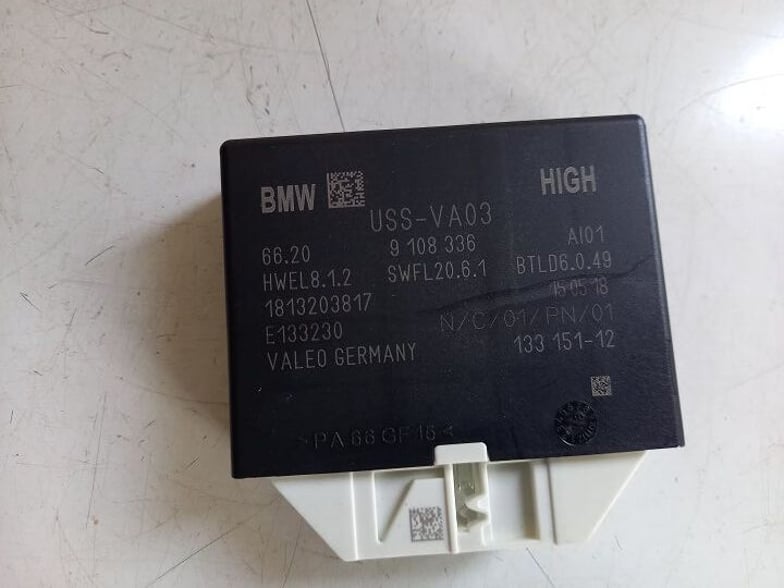 BMW HIGH
USS-VA03
66.20 9 108 336 AI01
HWEL8.1.2 SWFL20.6.1 BTLD6.0.49
1813203817 15 05 18
E133230 N/C/01/PN/01
VALEO GERMANY 133 151-12
>PA 66 GF 15<